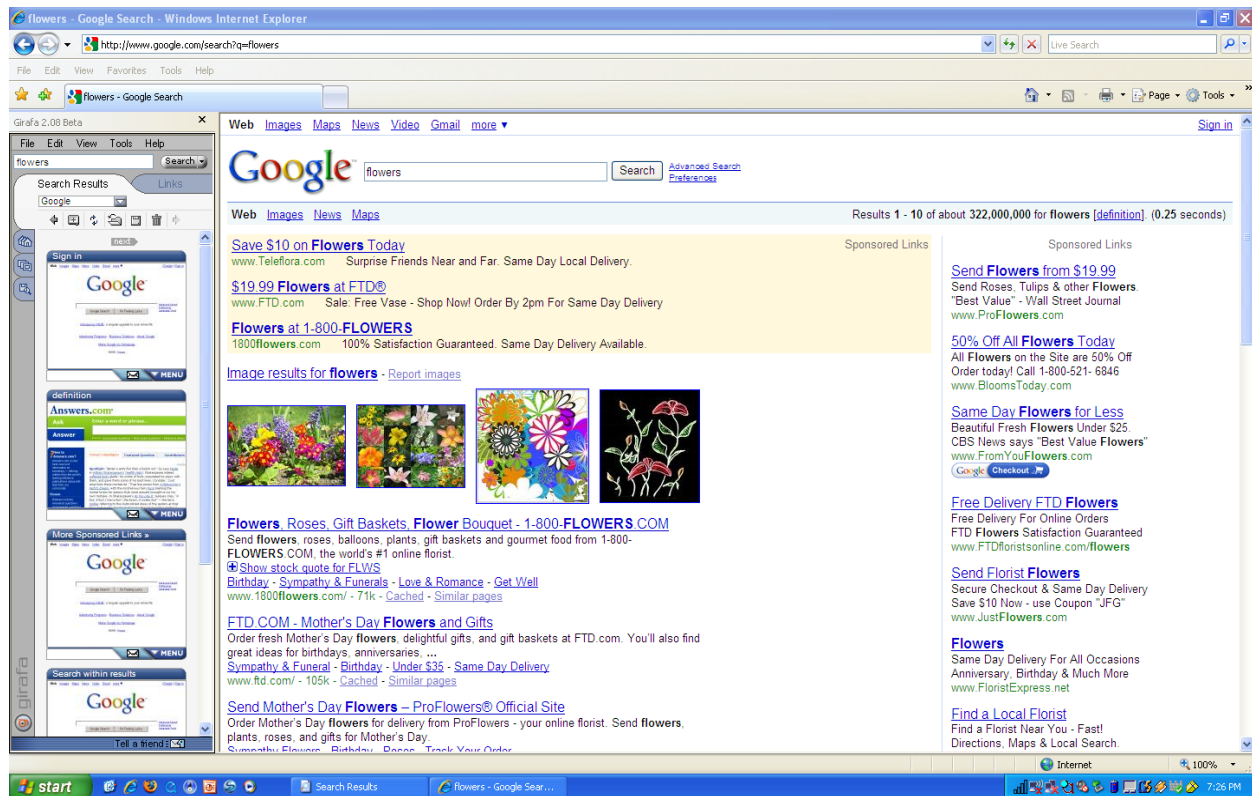 flowers - Google Search - Windows Internet Explorer
http://www.google.com/search?q=flowers
Live Search
File Edit View Favorites Tools Help
flowers - Google Search
Page Tools
Girafa 2.08 Beta
File Edit View Tools Help
flowers Search
Search Results Links
Google
next
Sign in
Google
MENU
definition
Answers.com
Ask
Answer
MENU
More Sponsored Links »
Google
MENU
Search within results
Google
girafa
Tell a friend
Web Images Maps News Video Gmail more ▼ Sign in
Google flowers Search Advanced Search
Preferences
Web Images News Maps Results 1 - 10 of about 322,000,000 for flowers [definition]. (0.25 seconds)
Save $10 on Flowers Today Sponsored Links
www.Teleflora.com Surprise Friends Near and Far. Same Day Local Delivery.
$19.99 Flowers at FTD®
www.FTD.com Sale: Free Vase - Shop Now! Order By 2pm For Same Day Delivery
Flowers at 1-800-FLOWERS
1800flowers.com 100% Satisfaction Guaranteed. Same Day Delivery Available.
Image results for flowers - Report images
Flowers, Roses, Gift Baskets, Flower Bouquet - 1-800-FLOWERS.COM
Send flowers, roses, balloons, plants, gift baskets and gourmet food from 1-800-
FLOWERS.COM, the world's #1 online florist.
Show stock quote for FLWS
Birthday - Sympathy & Funerals - Love & Romance - Get Well
www.1800flowers.com/ - 71k - Cached - Similar pages
FTD.COM - Mother's Day Flowers and Gifts
Order fresh Mother's Day flowers, delightful gifts, and gift baskets at FTD.com. You'll also find
great ideas for birthdays, anniversaries, ...
Sympathy & Funeral - Birthday - Under $35 - Same Day Delivery
www.ftd.com/ - 105k - Cached - Similar pages
Send Mother's Day Flowers – ProFlowers® Official Site
Order Mother's Day flowers for delivery from ProFlowers - your online florist. Send flowers,
plants, roses, and gifts for Mother's Day.
Sympathy Flowers - Birthday - Roses - Track Your Order
Sponsored Links
Send Flowers from $19.99
Send Roses, Tulips & other Flowers.
"Best Value" - Wall Street Journal
www.ProFlowers.com
50% Off All Flowers Today
All Flowers on the Site are 50% Off
Order today! Call 1-800-521- 6846
www.BloomsToday.com
Same Day Flowers for Less
Beautiful Fresh Flowers Under $25.
CBS News says "Best Value Flowers"
www.FromYouFlowers.com
Google Checkout
Free Delivery FTD Flowers
Free Delivery For Online Orders
FTD Flowers Satisfaction Guaranteed
www.FTDfloristsonline.com/flowers
Send Florist Flowers
Secure Checkout & Same Day Delivery
Save $10 Now - use Coupon "JFG"
www.JustFlowers.com
Flowers
Same Day Delivery For All Occasions
Anniversary, Birthday & Much More
www.FloristExpress.net
Find a Local Florist
Find a Florist Near You - Fast!
Directions, Maps & Local Search.
Internet 100%
start Search Results flowers - Google Sear... 7:26 PM